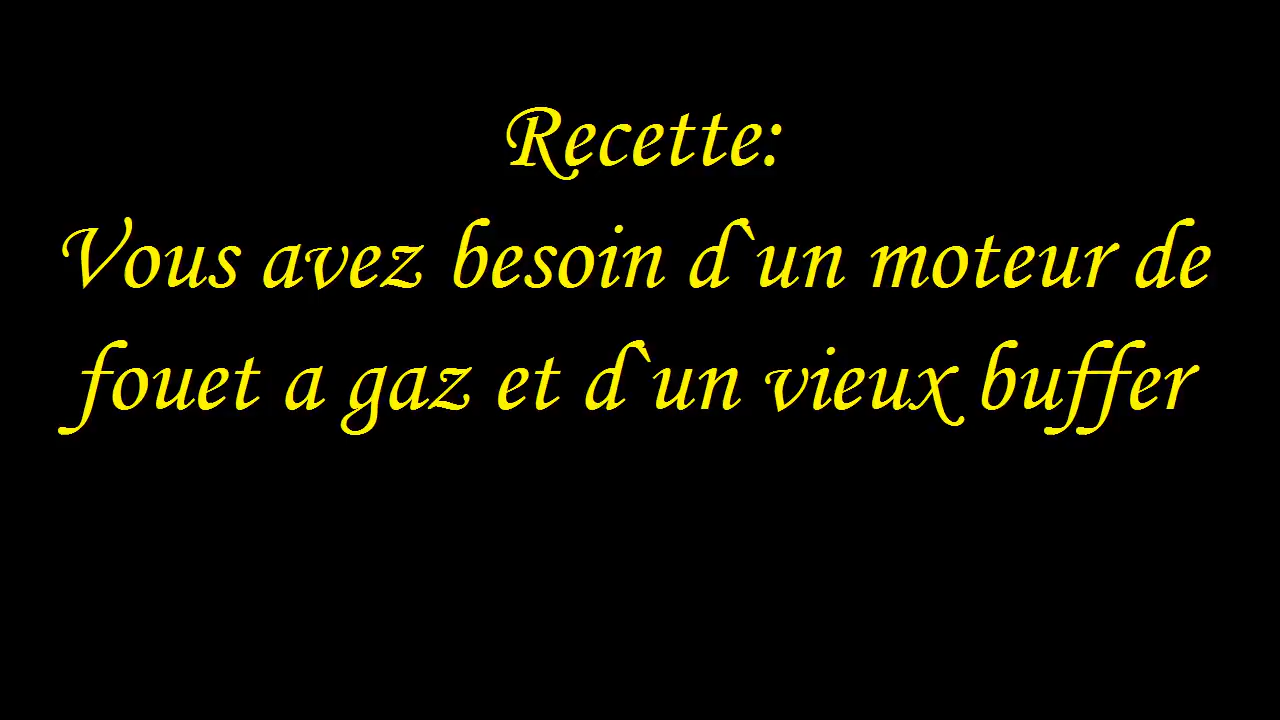 Recette:
Vous avez besoin d`un moteur de
fouet a gaz et d`un vieux buffer